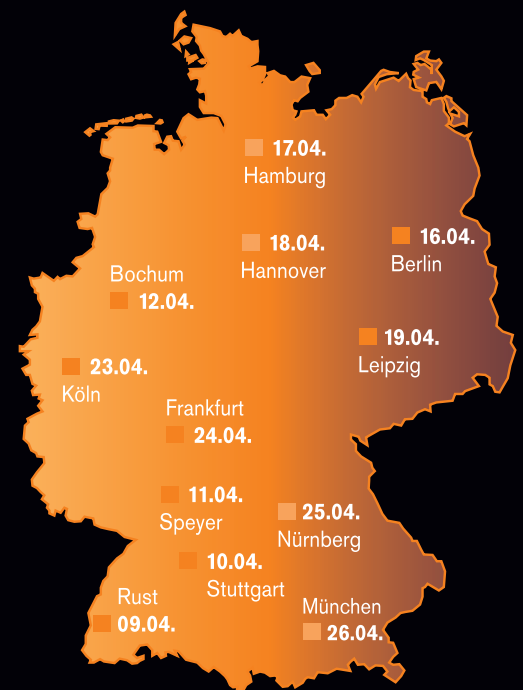 17.04.
Hamburg
16.04.
Berlin
18.04.
Hannover
Bochum
12.04.
19.04.
Leipzig
23.04.
Köln
Frankfurt
24.04.
11.04.
Speyer
25.04.
Nürnberg
10.04.
Stuttgart
Rust
09.04.
München
26.04.